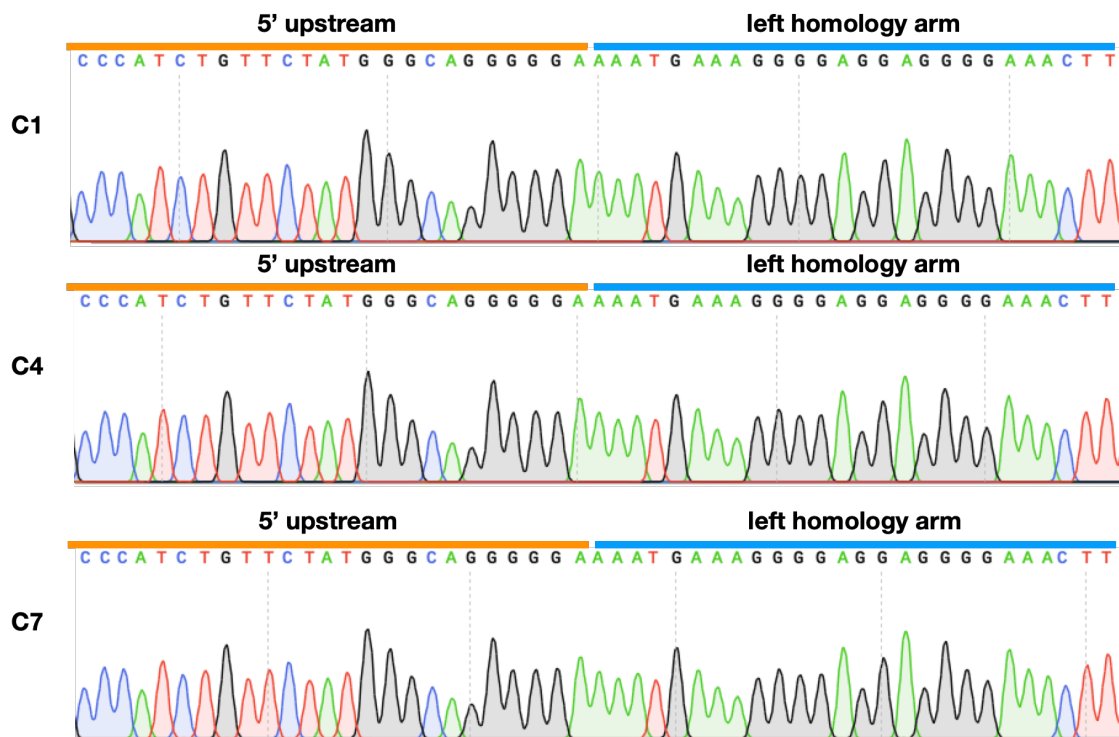 5’ upstream left homology arm
C C C A T C T G T T C T A T G G G C A G G G G G A A A A T G A A A G G G G A G G A G G G G A A A C T T
C1
5’ upstream left homology arm
C C C A T C T G T T C T A T G G G C A G G G G G A A A A T G A A A G G G G A G G A G G G G A A A C T T
C4
5’ upstream left homology arm
C C C A T C T G T T C T A T G G G C A G G G G G A A A A T G A A A G G G G A G G A G G G G A A A C T T
C7